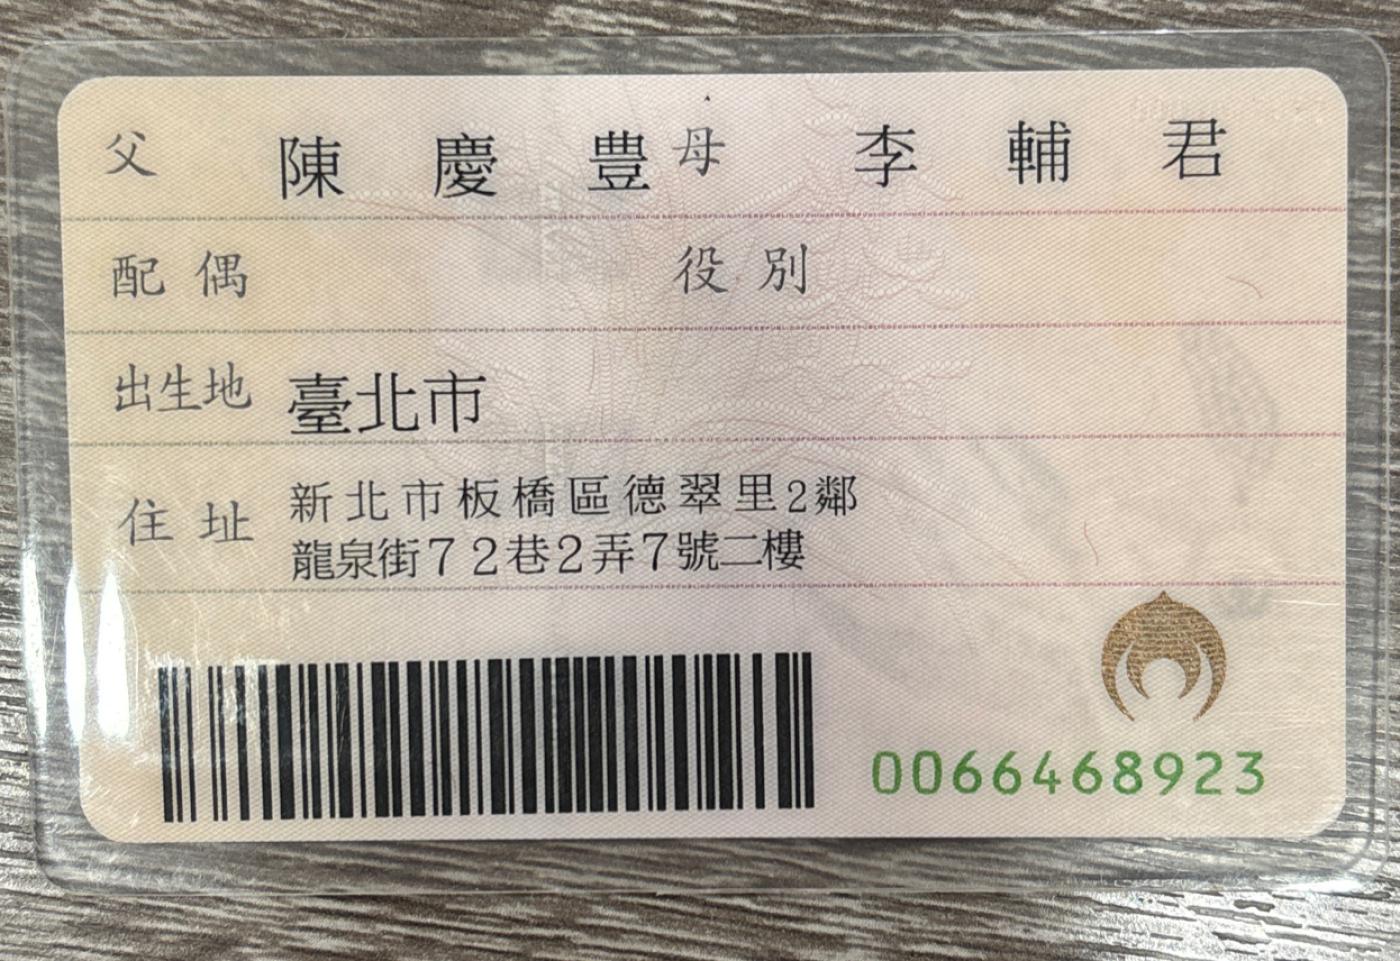 父 陳慶豐 母 李輔君
配偶 役別
出生地 臺北市
住址 新北市板橋區德翠里2鄰
龍泉街72巷2弄7號二樓
0066468923